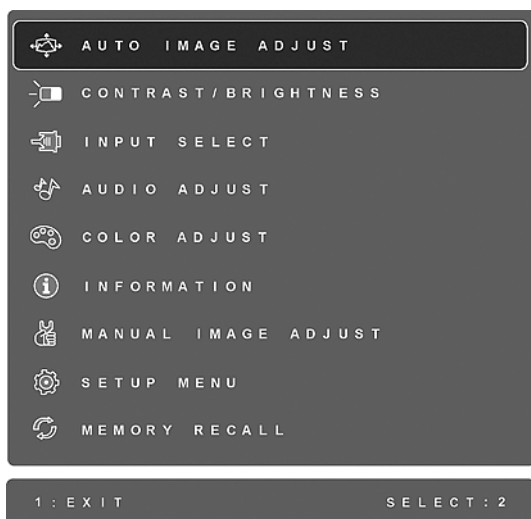 AUTO IMAGE ADJUST
CONTRAST/BRIGHTNESS
INPUT SELECT
AUDIO ADJUST
COLOR ADJUST
INFORMATION
MANUAL IMAGE ADJUST
SETUP MENU
MEMORY RECALL
1:EXIT SELECT:2